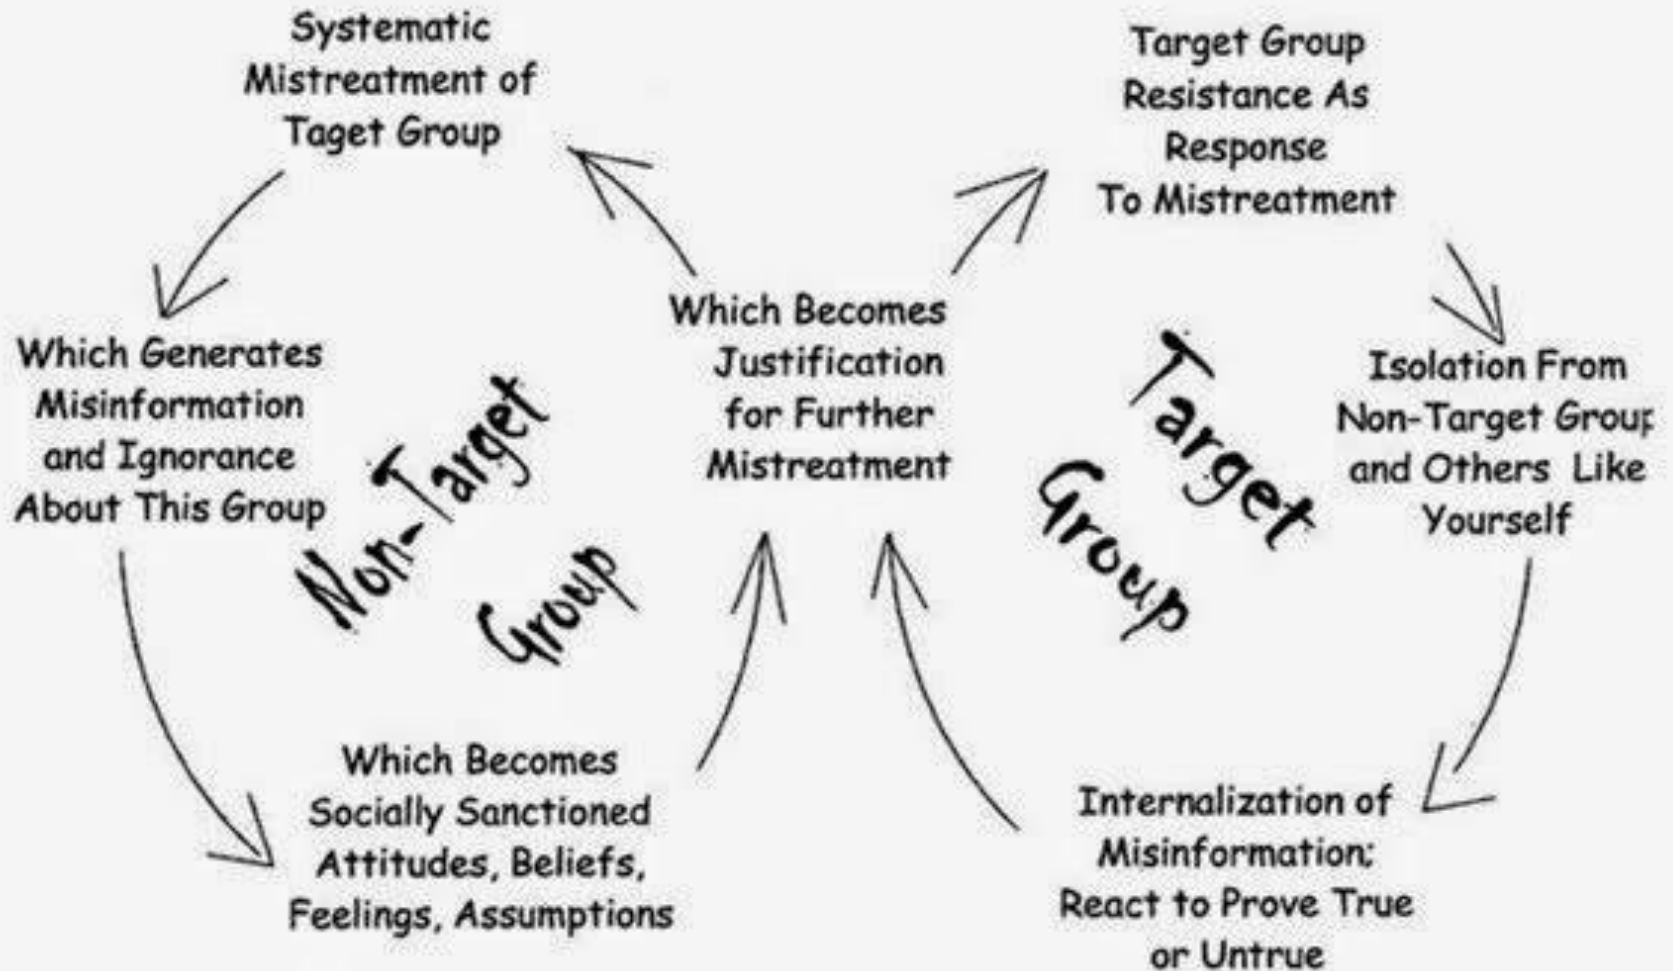 Systematic
Mistreatment of
Taget Group
Which Generates
Misinformation
and Ignorance
About This Group
Non-Target
Group
Which Becomes
Socially Sanctioned
Attitudes, Beliefs,
Feelings, Assumptions
Which Becomes
Justification
for Further
Mistreatment
Target Group
Resistance As
Response
To Mistreatment
Target
Group
Isolation From
Non-Target Group
and Others Like
Yourself
Internalization of
Misinformation;
React to Prove True
or Untrue